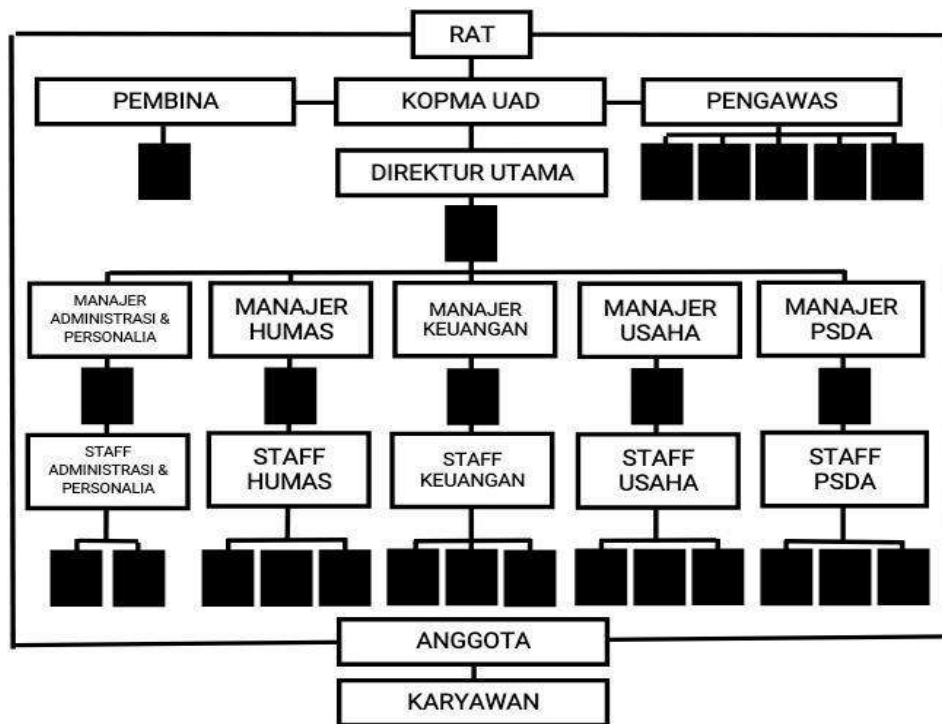 RAT
PEMBINA
KOPMA UAD
PENGAWAS
DIREKTUR UTAMA
MANAJER
ADMINISTRASI &
PERSONALIA
MANAJER
HUMAS
MANAJER
KEUANGAN
MANAJER
USAHA
MANAJER
PSDA
STAFF
ADMINISTRASI &
PERSONALIA
STAFF
HUMAS
STAFF
KEUANGAN
STAFF
USAHA
STAFF
PSDA
ANGGOTA
KARYAWAN